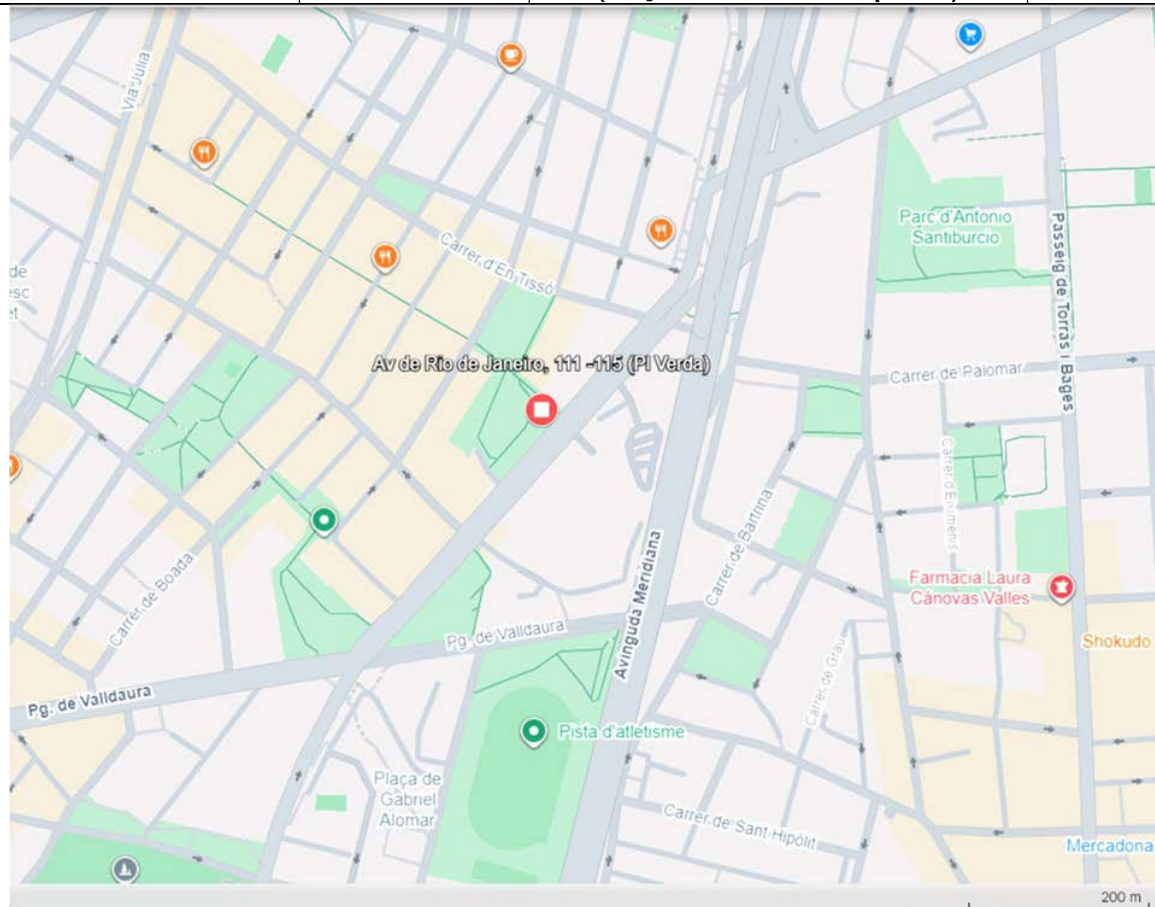 Via Júlia
Carrer d'En Tissó
Parc d'Antonio
Santiburcio
Passeig de Torras i Bages
de
esc
et
Av de Rio de Janeiro, 111 -115 (Pl Verda)
Carrer de Palomar
Carrer d'Eiximenis
Carrer de Bartrina
Avinguda Meridiana
Carrer de Boada
Farmacia Laura
Cánovas Valles
Pg. de Valldaura
Shokudo
Carrer de Grau
Pg. de Valldaura
Pista d'atletisme
Plaça de
Gabriel
Alomar
Carrer de Sant Hipòlit
Mercadona
200 m